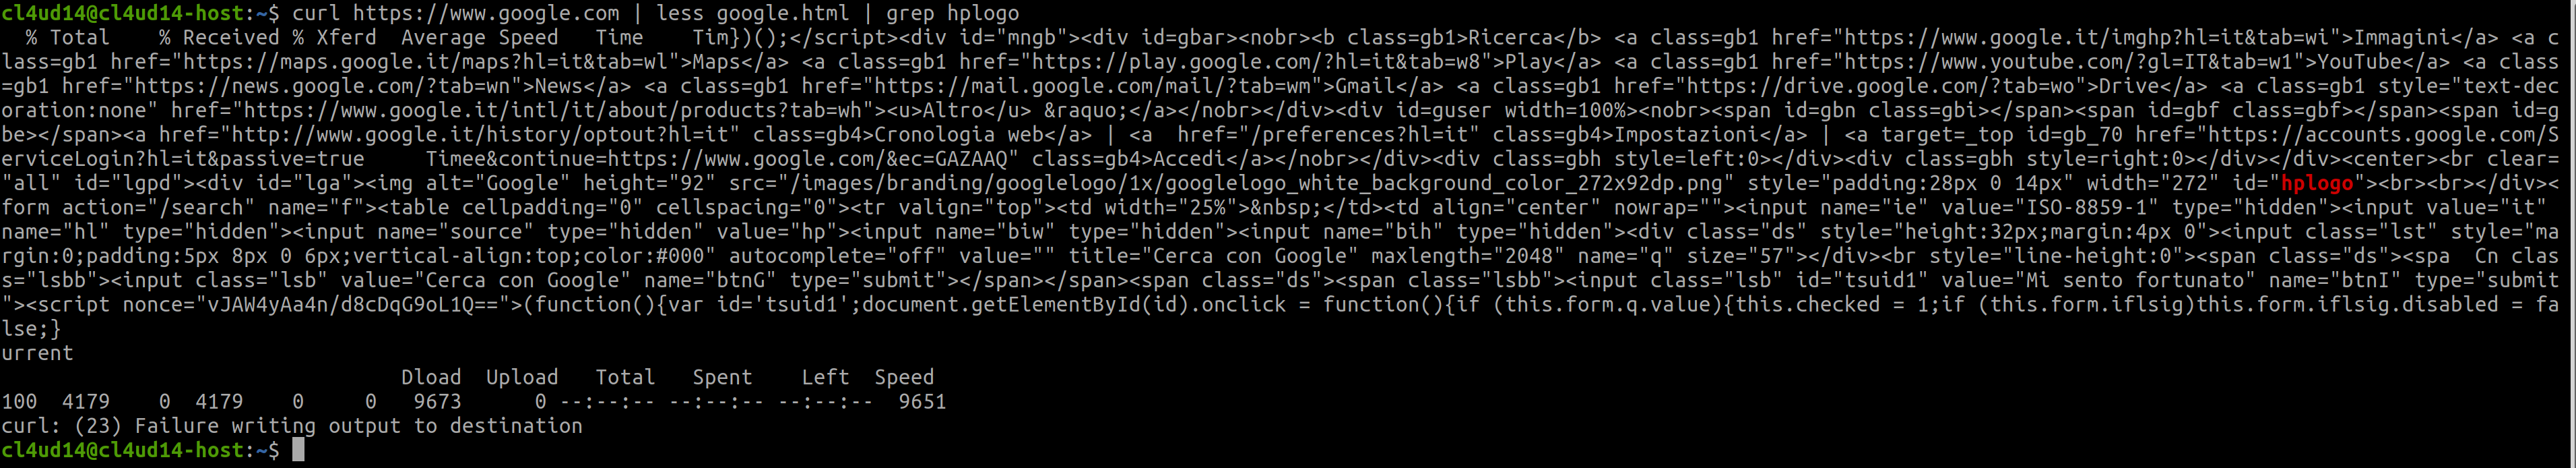 cl4ud14@cl4ud14-host:~$ curl https://www.google.com | less google.html | grep hplogo
  % Total    % Received % Xferd  Average Speed   Time    Tim})();</script><div id="mngb"><div id=gbar><nobr><b class=gb1>Ricerca</b> <a class=gb1 href="https://www.google.it/imghp?hl=it&tab=wi">Immagini</a> <a c
lass=gb1 href="https://maps.google.it/maps?hl=it&tab=wl">Maps</a> <a class=gb1 href="https://play.google.com/?hl=it&tab=w8">Play</a> <a class=gb1 href="https://www.youtube.com/?gl=IT&tab=w1">YouTube</a> <a class
=gb1 href="https://news.google.com/?tab=wn">News</a> <a class=gb1 href="https://mail.google.com/mail/?tab=wm">Gmail</a> <a class=gb1 href="https://drive.google.com/?tab=wo">Drive</a> <a class=gb1 style="text-dec
oration:none" href="https://www.google.it/intl/it/about/products?tab=wh"><u>Altro</u> &raquo;</a></nobr></div><div id=guser width=100%><nobr><span id=gbn class=gbi></span><span id=gbf class=gbf></span><span id=g
be></span><a href="http://www.google.it/history/optout?hl=it" class=gb4>Cronologia web</a> | <a  href="/preferences?hl=it" class=gb4>Impostazioni</a> | <a target=_top id=gb_70 href="https://accounts.google.com/S
erviceLogin?hl=it&passive=true     Timee&continue=https://www.google.com/&ec=GAZAAQ" class=gb4>Accedi</a></nobr></div><div class=gbh style=left:0></div><div class=gbh style=right:0></div></div><center><br clear=
"all" id="lgpd"><div id="lga"><img alt="Google" height="92" src="/images/branding/googlelogo/1x/googlelogo_white_background_color_272x92dp.png" style="padding:28px 0 14px" width="272" id="hplogo"><br><br></div><
form action="/search" name="f"><table cellpadding="0" cellspacing="0"><tr valign="top"><td width="25%">&nbsp;</td><td align="center" nowrap=""><input name="ie" value="ISO-8859-1" type="hidden"><input value="it" 
name="hl" type="hidden"><input name="source" type="hidden" value="hp"><input name="biw" type="hidden"><input name="bih" type="hidden"><div class="ds" style="height:32px;margin:4px 0"><input class="lst" style="ma
rgin:0;padding:5px 8px 0 6px;vertical-align:top;color:#000" autocomplete="off" value="" title="Cerca con Google" maxlength="2048" name="q" size="57"></div><br style="line-height:0"><span class="ds"><spa  Cn clas
s="lsbb"><input class="lsb" value="Cerca con Google" name="btnG" type="submit"></span></span><span class="ds"><span class="lsbb"><input class="lsb" id="tsuid1" value="Mi sento fortunato" name="btnI" type="submit
"><script nonce="vJAW4yAa4n/d8cDqG9oL1Q==">(function(){var id='tsuid1';document.getElementById(id).onclick = function(){if (this.form.q.value){this.checked = 1;if (this.form.iflsig)this.form.iflsig.disabled = fa
lse;}
urrent
                                 Dload  Upload   Total   Spent    Left  Speed
100  4179    0  4179    0     0   9673      0 --:--:-- --:--:-- --:--:--  9651
curl: (23) Failure writing output to destination
cl4ud14@cl4ud14-host:~$